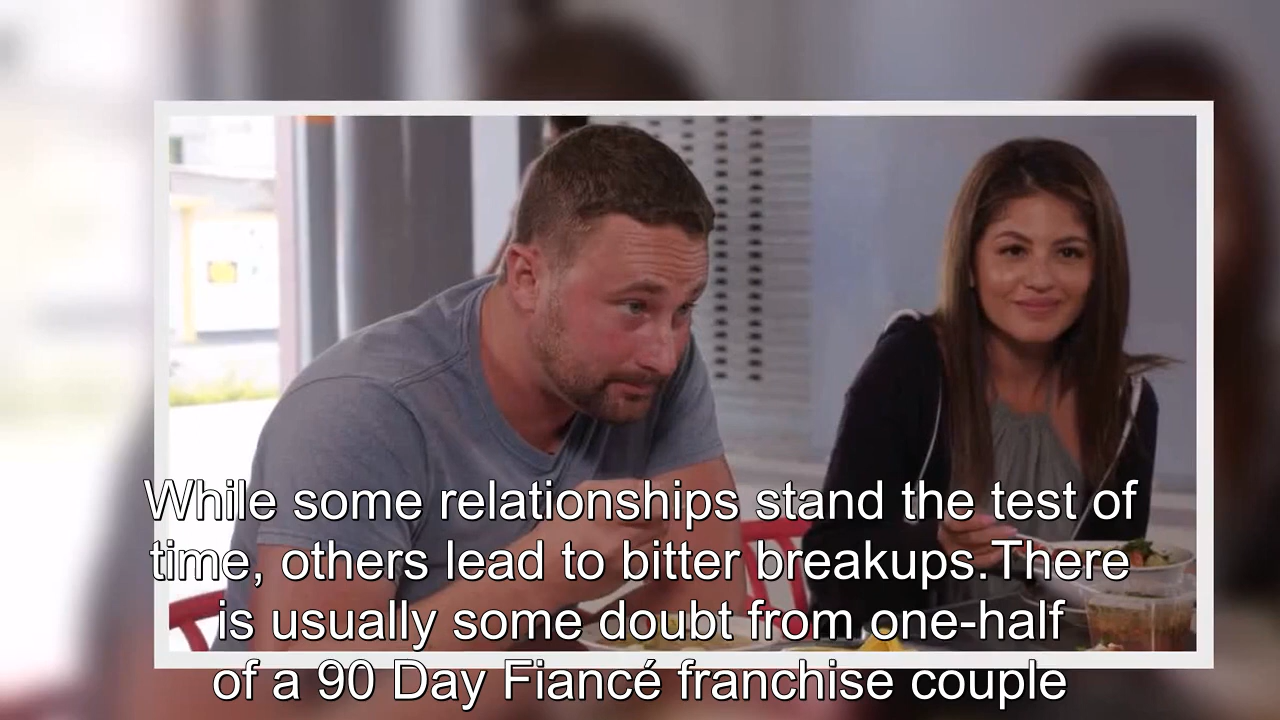 While some relationships stand the test of
time, others lead to bitter breakups.There
is usually some doubt from one-half
of a 90 Day Fiancé franchise couple